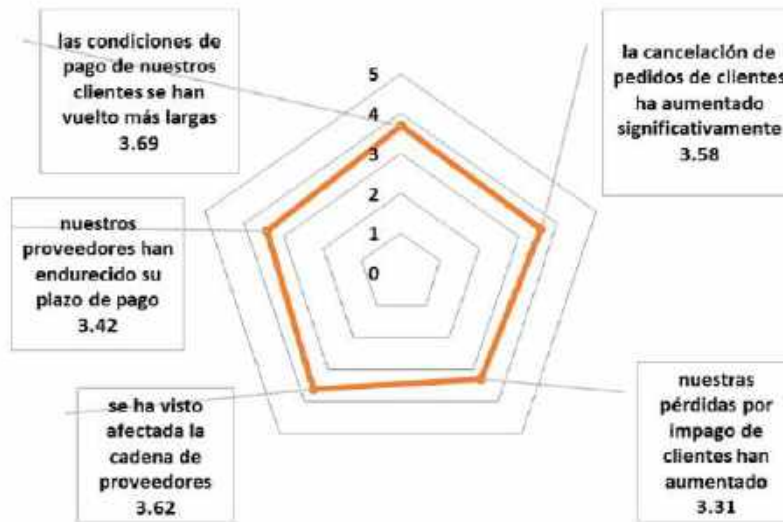 las condiciones de
pago de nuestros
clientes se han
vuelto más largas
3.69
la cancelación de
pedidos de clientes
ha aumentado
significativamente
3.58
5
4
3
2
1
0
nuestros
proveedores han
endurecido su
plazo de pago
3.42
se ha visto
afectada la
cadena de
proveedores
3.62
nuestras
pérdidas por
impago de
clientes han
aumentado
3.31